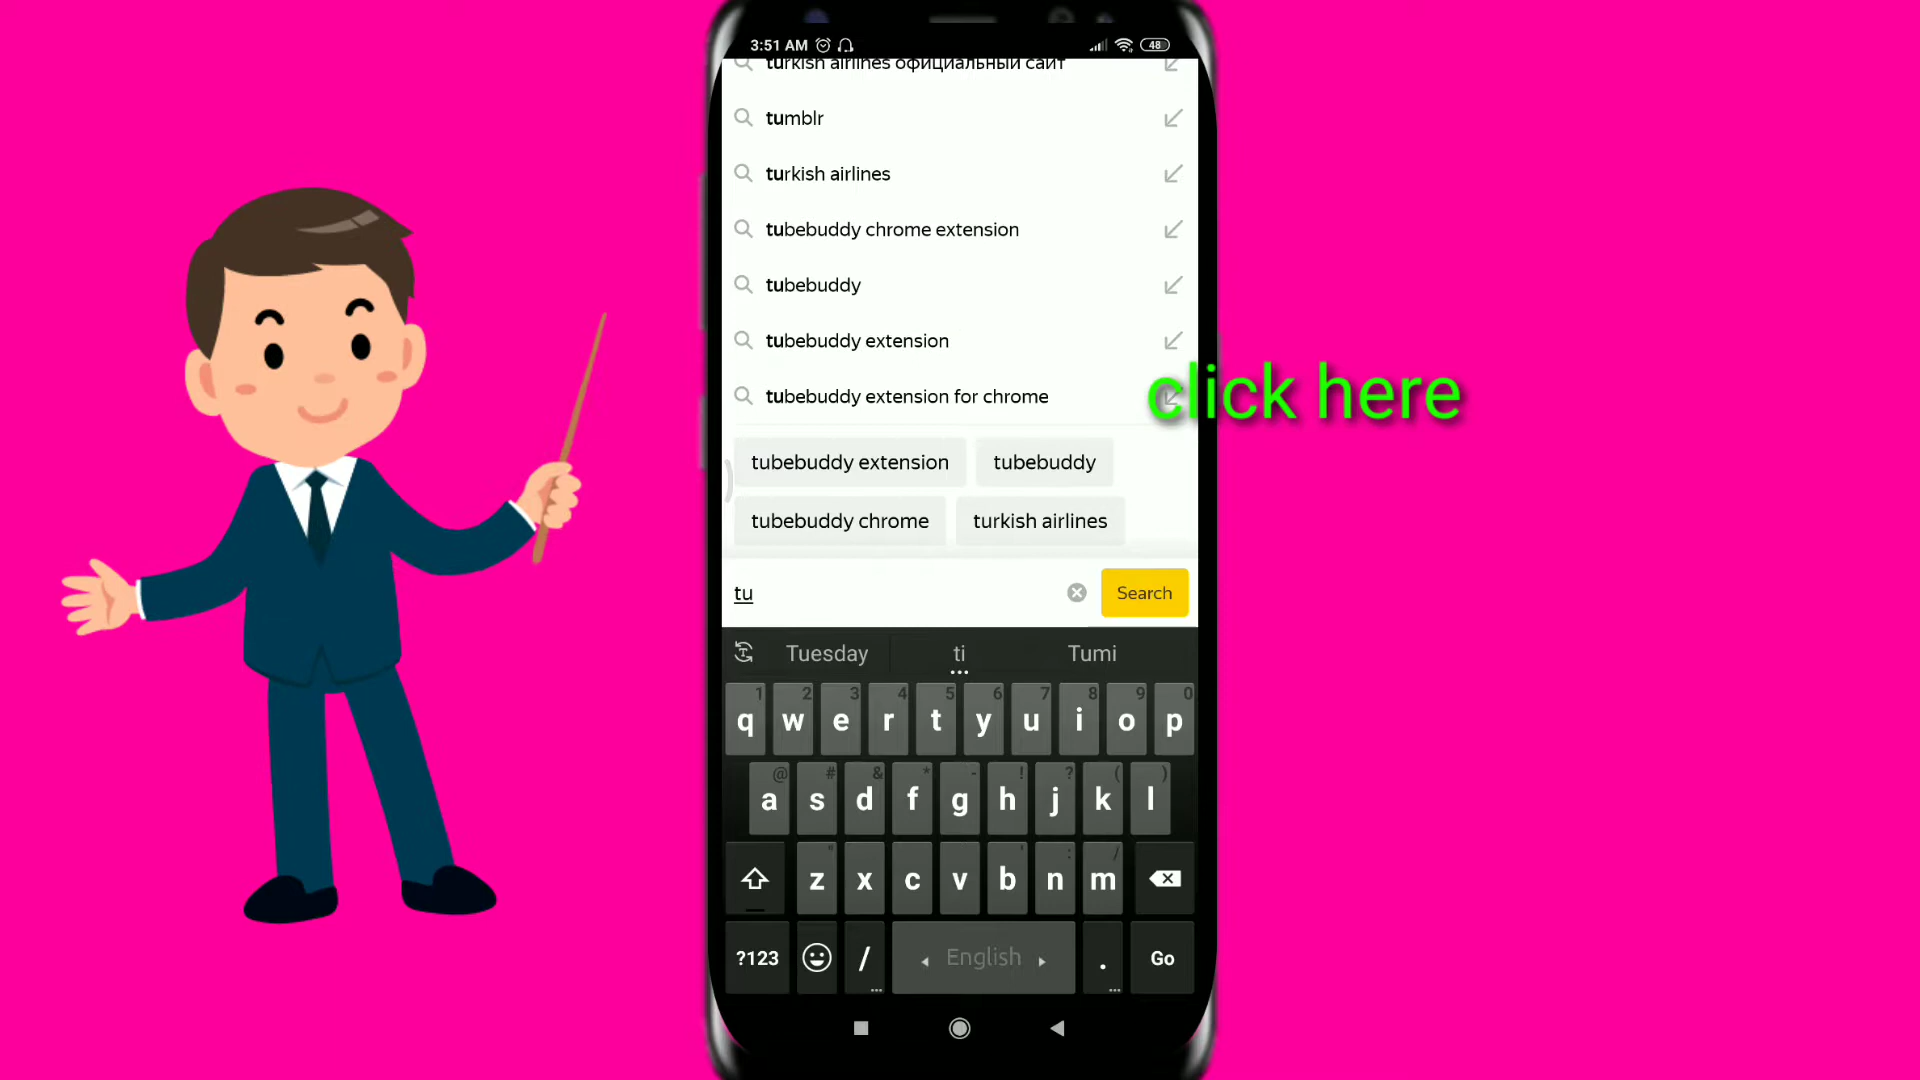 3:51 AM 48
turkish airlines официальный сайт
tumblr
turkish airlines
tubebuddy chrome extension
tubebuddy
tubebuddy extension
tubebuddy extension for chrome
click here
tubebuddy extension tubebuddy
tubebuddy chrome turkish airlines
tu Search
Tuesday ti Tumi
1 2 3 4 5 6 7 8 9 0
q w e r t y u i o p
@ # & * - ! ? ( )
a s d f g h j k l
z x c v b n m
?123 / English . Go